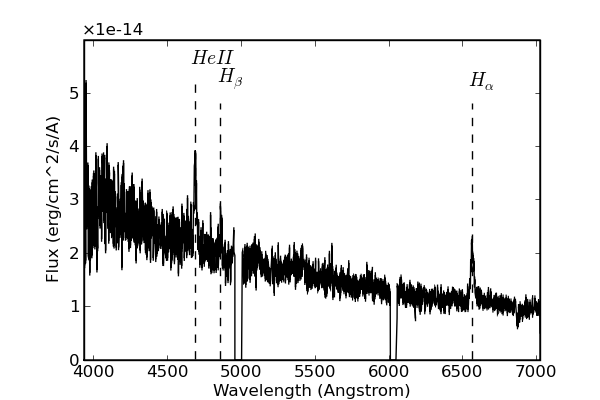 ×1e-14
HeII
Hβ
Hα
5
4
3
2
1
0
Flux (erg/cm^2/s/A)
4000 4500 5000 5500 6000 6500 7000
Wavelength (Angstrom)